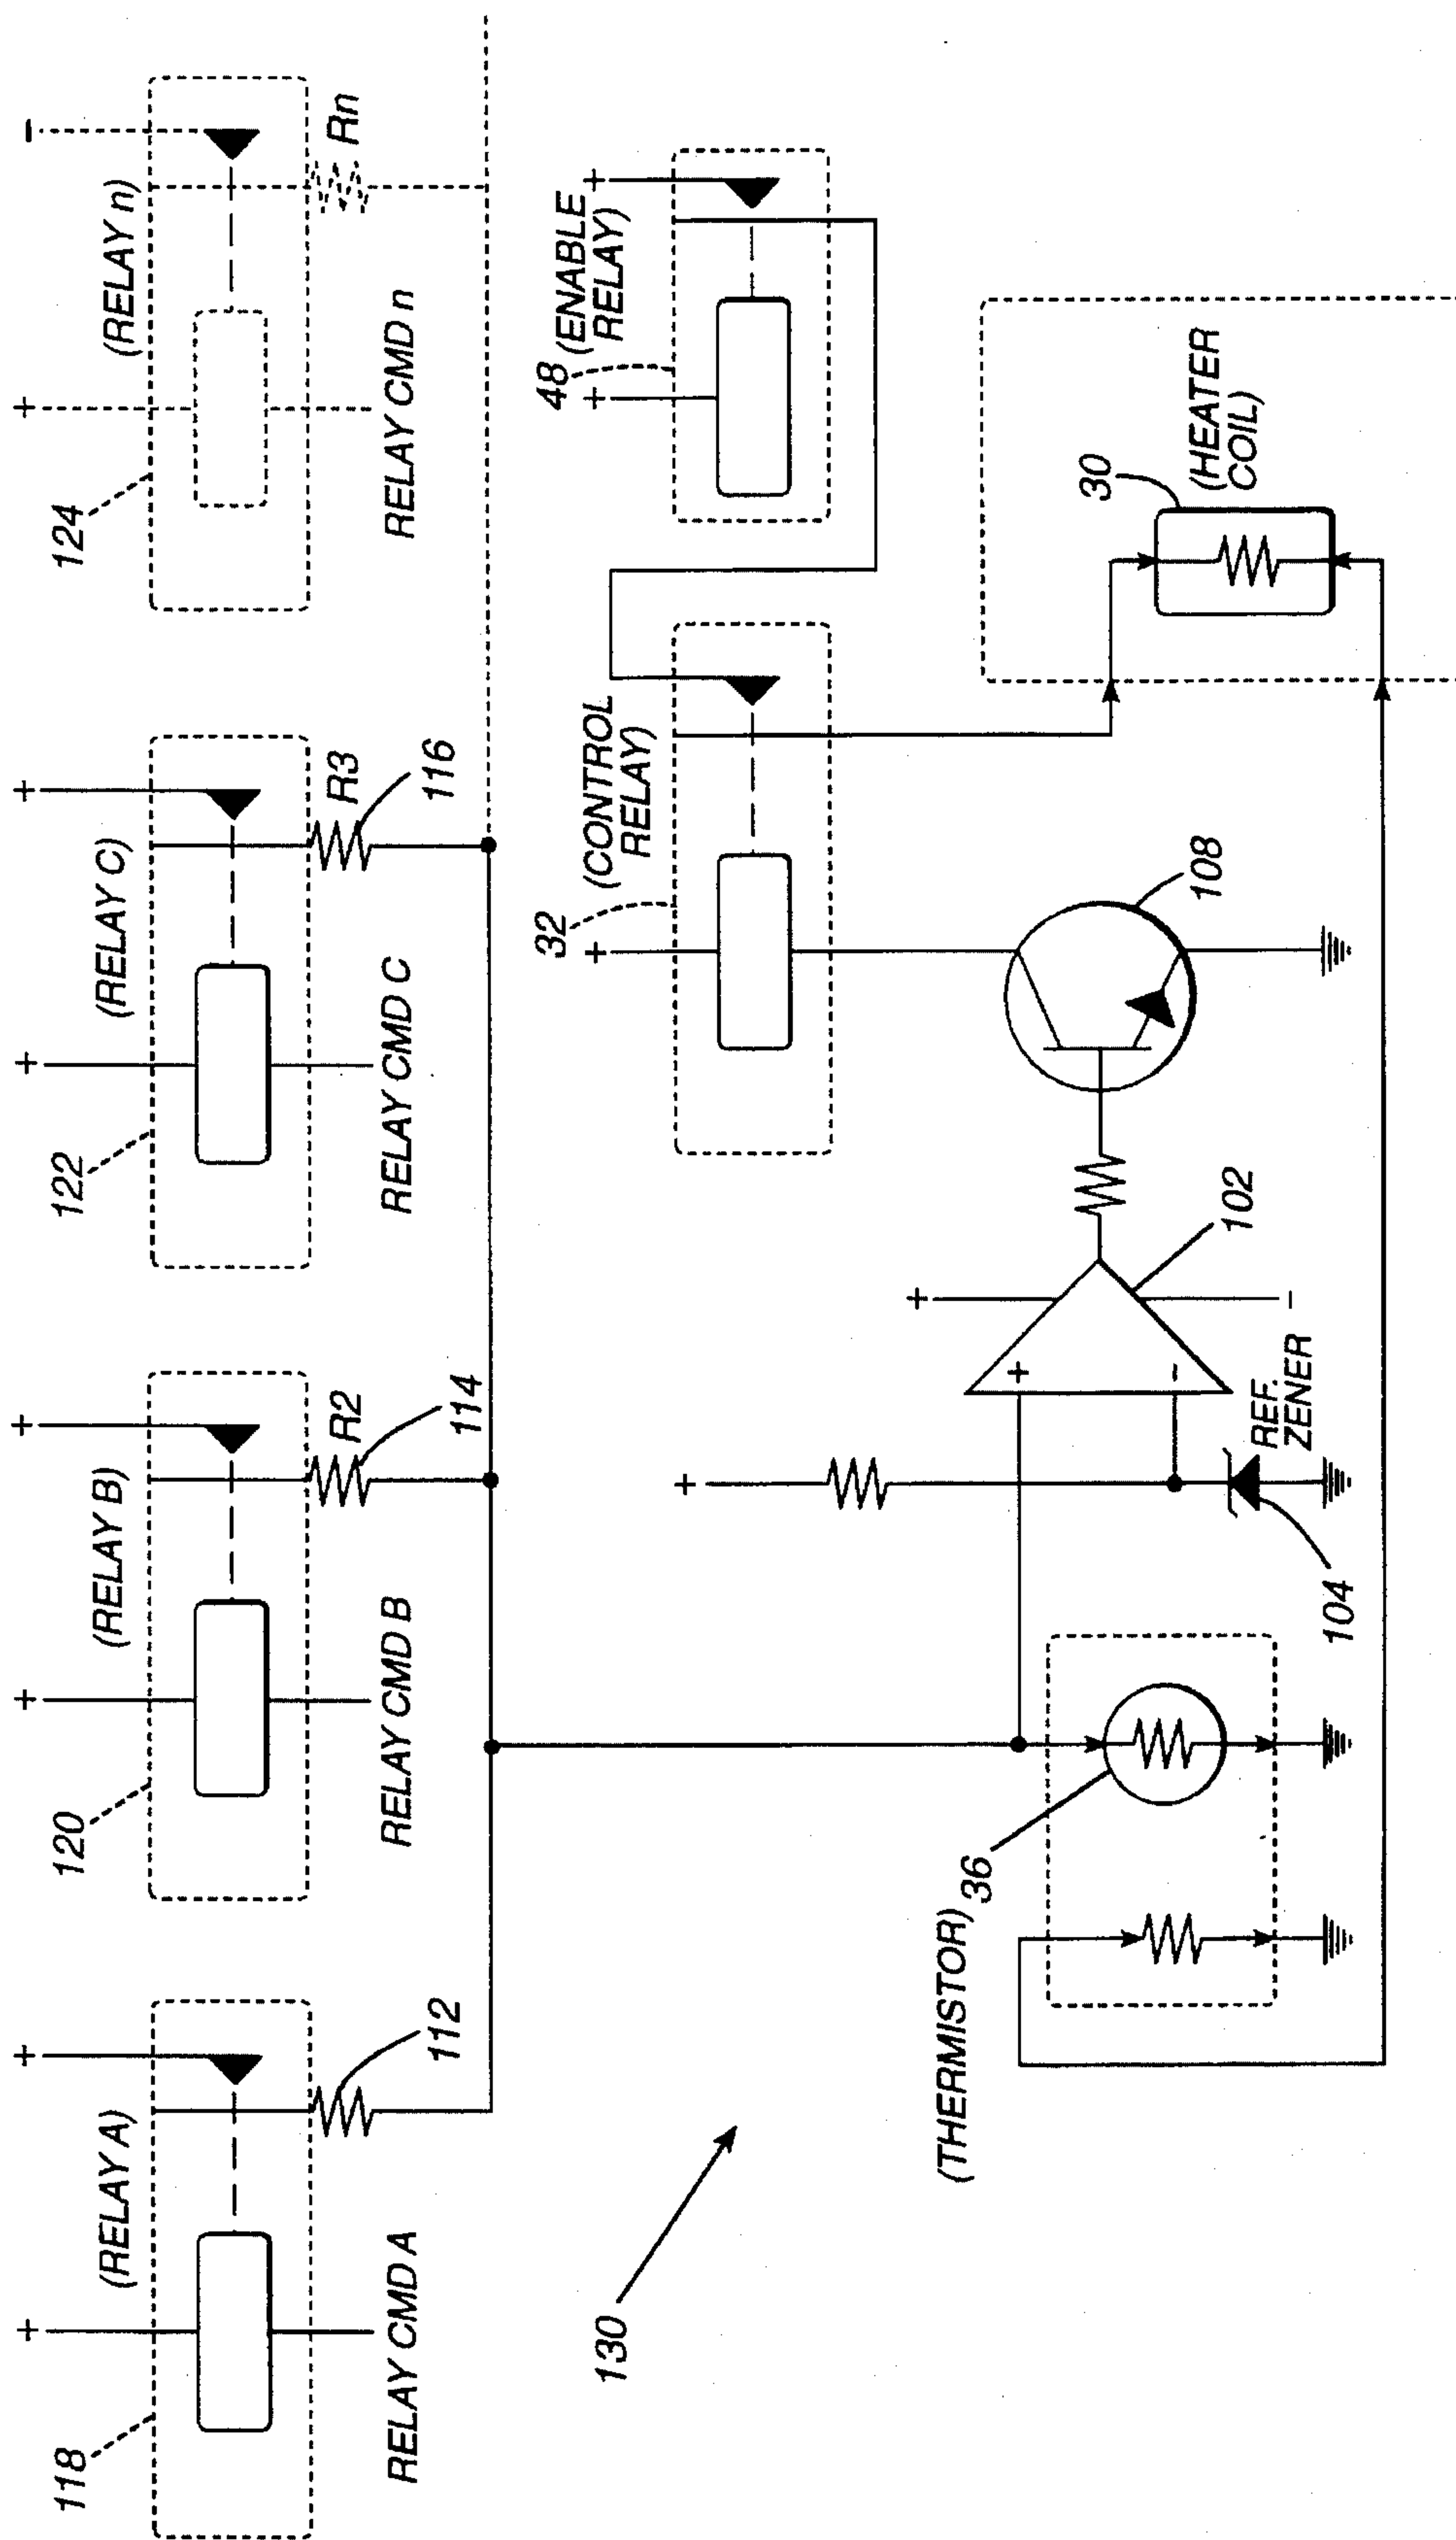 +
+
+
+
+
+
+
-
118
(RELAY A)
120
(RELAY B)
122
(RELAY C)
124
(RELAY n)
112
R2
114
R3
116
Rn
RELAY CMD A
RELAY CMD B
RELAY CMD C
RELAY CMD n
130
+
32
(CONTROL
RELAY)
+
48
(ENABLE
RELAY)
+
+
(THERMISTOR)
36
+
+
-
-
102
108
30
(HEATER
COIL)
REF.
ZENER
104